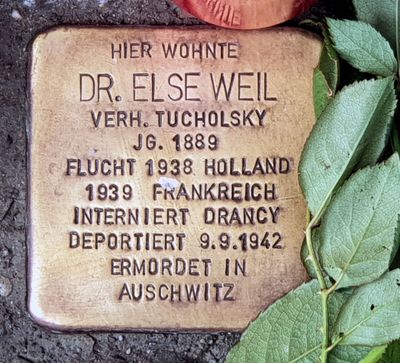 HIER WOHNTE
DR. ELSE WEIL
VERH. TUCHOLSKY
JG. 1889
FLUCHT 1938 HOLLAND
1939 FRANKREICH
INTERNIERT DRANCY
DEPORTIERT 9.9.1942
ERMORDET IN
AUSCHWITZ